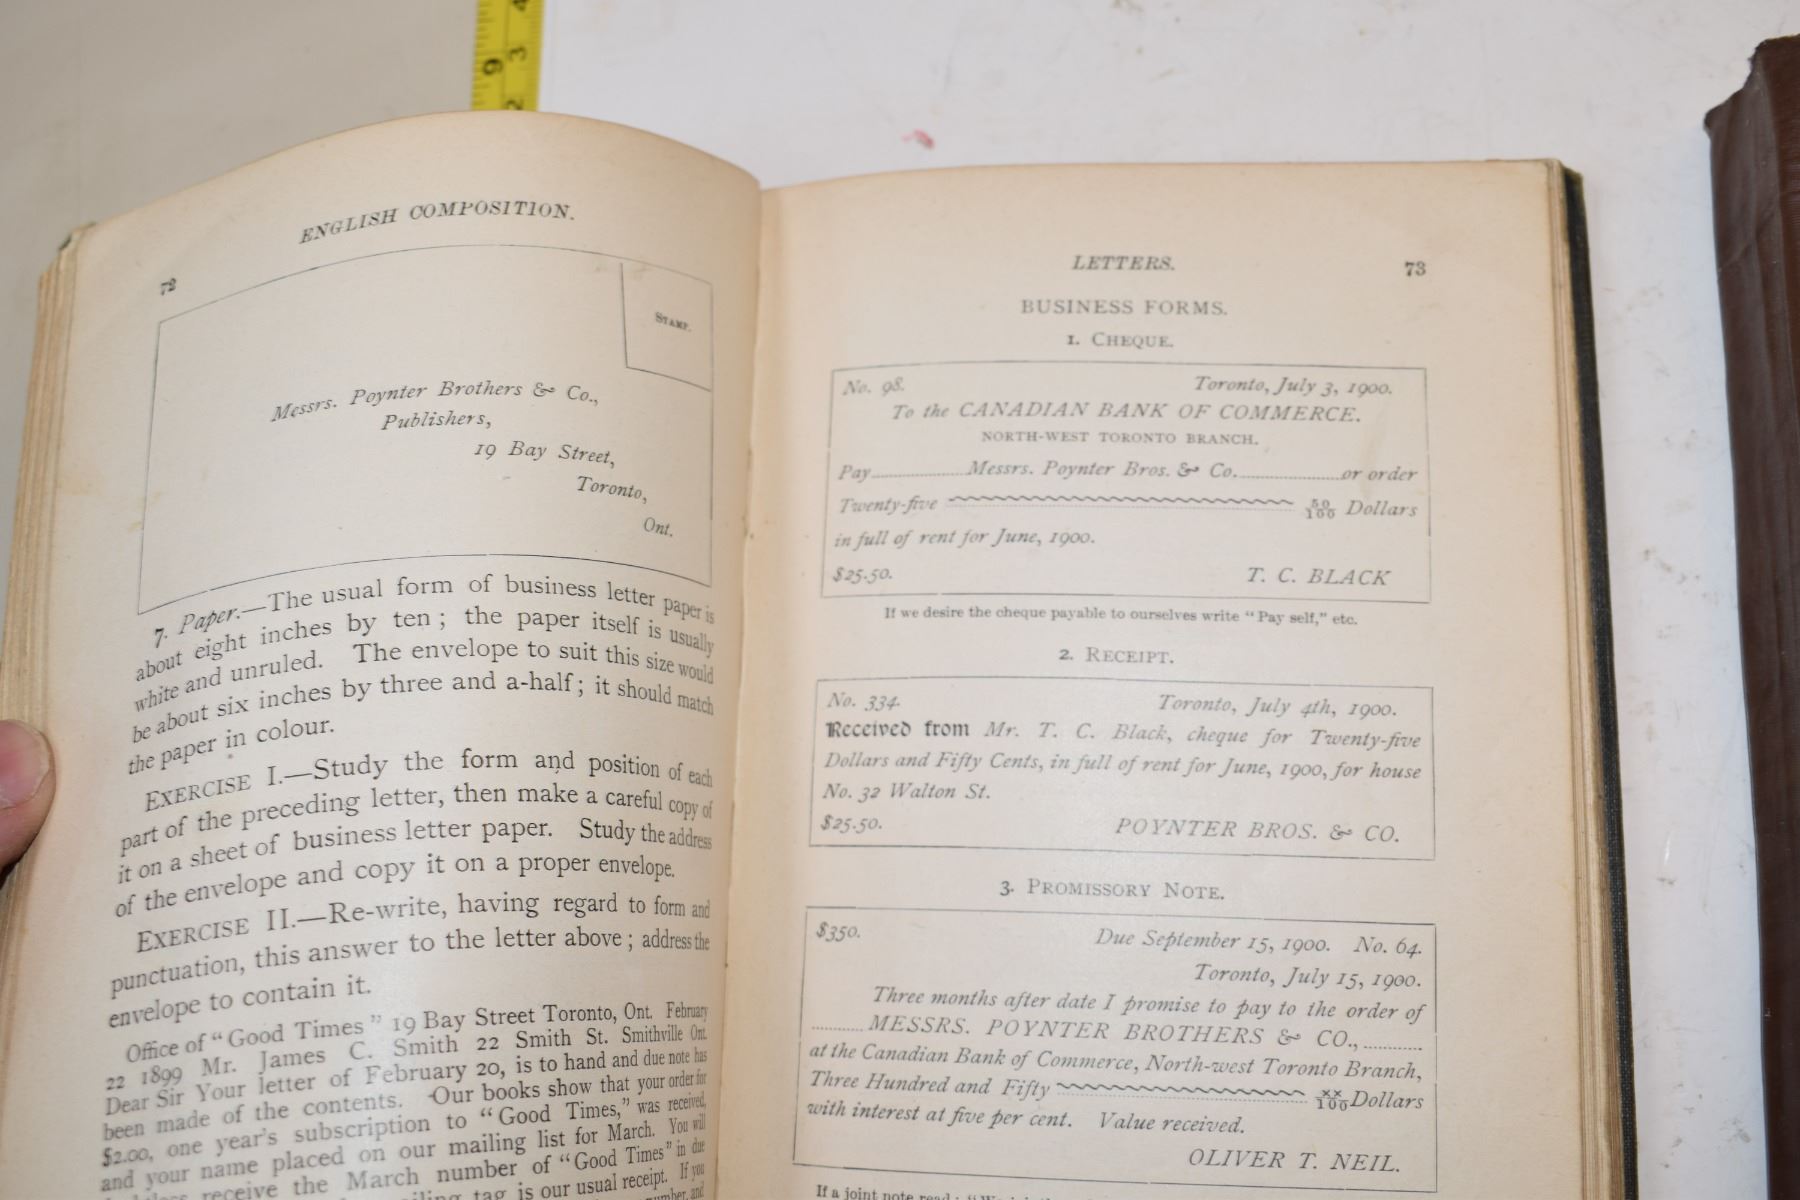 9 3 4
2
ENGLISH COMPOSITION.
72
STAMP.
Messrs. Poynter Brothers & Co.,
Publishers,
19 Bay Street,
Toronto,
Ont.
7. Paper.—The usual form of business letter paper is
about eight inches by ten; the paper itself is usually
white and unruled. The envelope to suit this size would
be about six inches by three and a-half; it should match
the paper in colour.
EXERCISE I.—Study the form and position of each
part of the preceding letter, then make a careful copy of
it on a sheet of business letter paper. Study the address
of the envelope and copy it on a proper envelope.
EXERCISE II.—Re-write, having regard to form and
punctuation, this answer to the letter above; address the
envelope to contain it.
Office of "Good Times" 19 Bay Street Toronto, Ont. February
22 1899 Mr. James C. Smith 22 Smith St. Smithville Ont.
Dear Sir Your letter of February 20, is to hand and due note has
been made of the contents. Our books show that your order for
$2.00, one year's subscription to "Good Times," was received,
and your name placed on our mailing list for March. You will
receive the March number of "Good Times" in due
tag is our usual receipt. If you
number, and
LETTERS. 73
BUSINESS FORMS.
1. CHEQUE.
No. 98. Toronto, July 3, 1900.
To the CANADIAN BANK OF COMMERCE.
NORTH-WEST TORONTO BRANCH.
Pay Messrs. Poynter Bros. & Co. or order
Twenty-five 50/100 Dollars
in full of rent for June, 1900.
$25.50. T. C. BLACK
If we desire the cheque payable to ourselves write "Pay self," etc.
2. RECEIPT.
No. 334. Toronto, July 4th, 1900.
Received from Mr. T. C. Black, cheque for Twenty-five
Dollars and Fifty Cents, in full of rent for June, 1900, for house
No. 32 Walton St.
$25.50. POYNTER BROS. & CO.
3. PROMISSORY NOTE.
$350. Due September 15, 1900. No. 64.
Toronto, July 15, 1900.
Three months after date I promise to pay to the order of
MESSRS. POYNTER BROTHERS & CO.,
at the Canadian Bank of Commerce, North-west Toronto Branch,
Three Hundred and Fifty xx/100 Dollars
with interest at five per cent. Value received.
OLIVER T. NEIL.
If a joint note read: